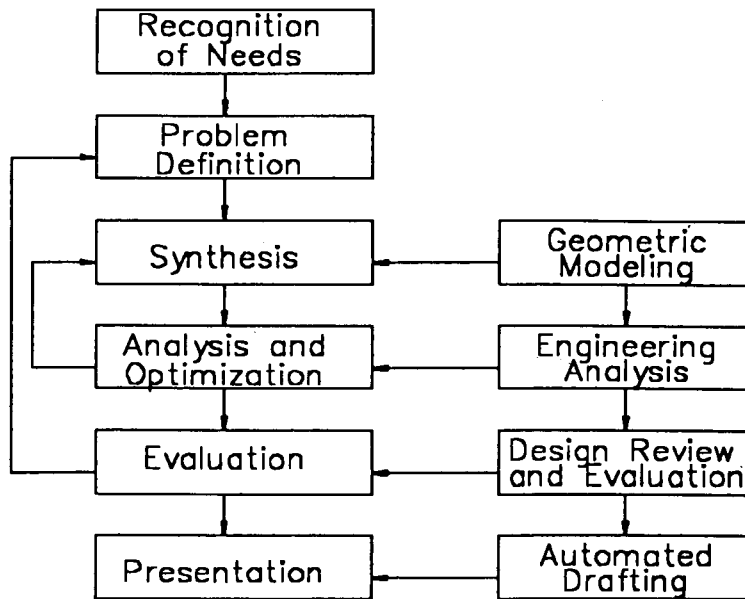 Recognition
of Needs
Problem
Definition
Synthesis
Geometric
Modeling
Analysis and
Optimization
Engineering
Analysis
Evaluation
Design Review
and Evaluation
Presentation
Automated
Drafting